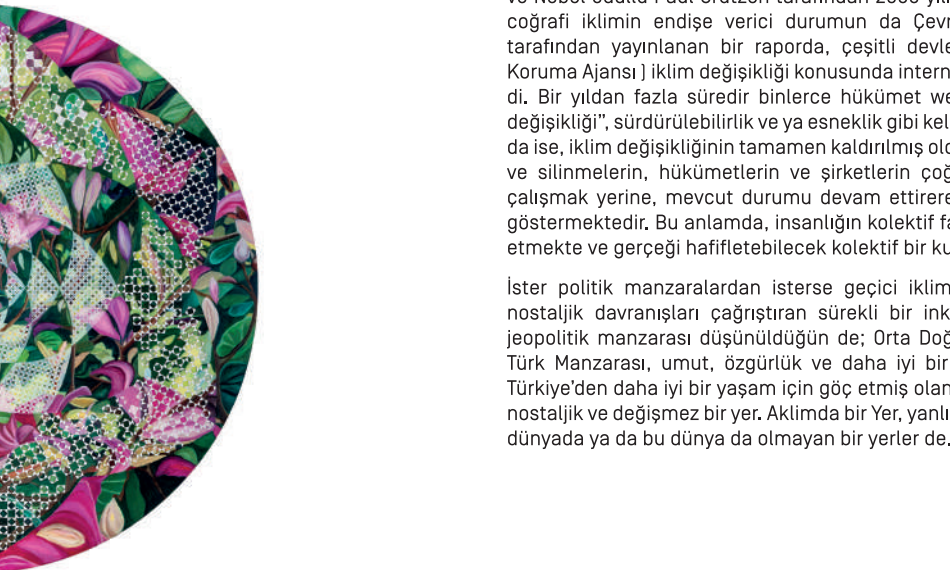 coğrafi iklimin endişe verici durumun da Çevr
tarafından yayınlanan bir raporda, çeşitli devle
Koruma Ajansı ) iklim değişikliği konusunda intern
di. Bir yıldan fazla süredir binlerce hükümet we
değişikliği”, sürdürülebilirlik ve ya esneklik gibi kel
da ise, iklim değişikliğinin tamamen kaldırılmış old
ve silinmelerin, hükümetlerin ve şirketlerin çoğ
çalışmak yerine, mevcut durumu devam ettirere
göstermektedir. Bu anlamda, insanlığın kolektif fa
etmekte ve gerçeği hafifletebilecek kolektif bir ku
İster politik manzaralardan isterse geçici iklim
nostaljik davranışları çağrıştıran sürekli bir ink
jeopolitik manzarası düşünüldüğün de; Orta Doğ
Türk Manzarası, umut, özgürlük ve daha iyi bir
Türkiye’den daha iyi bir yaşam için göç etmiş olan
nostaljik ve değişmez bir yer. Aklimda bir Yer, yanlı
dünyada ya da bu dünya da olmayan bir yerler de.